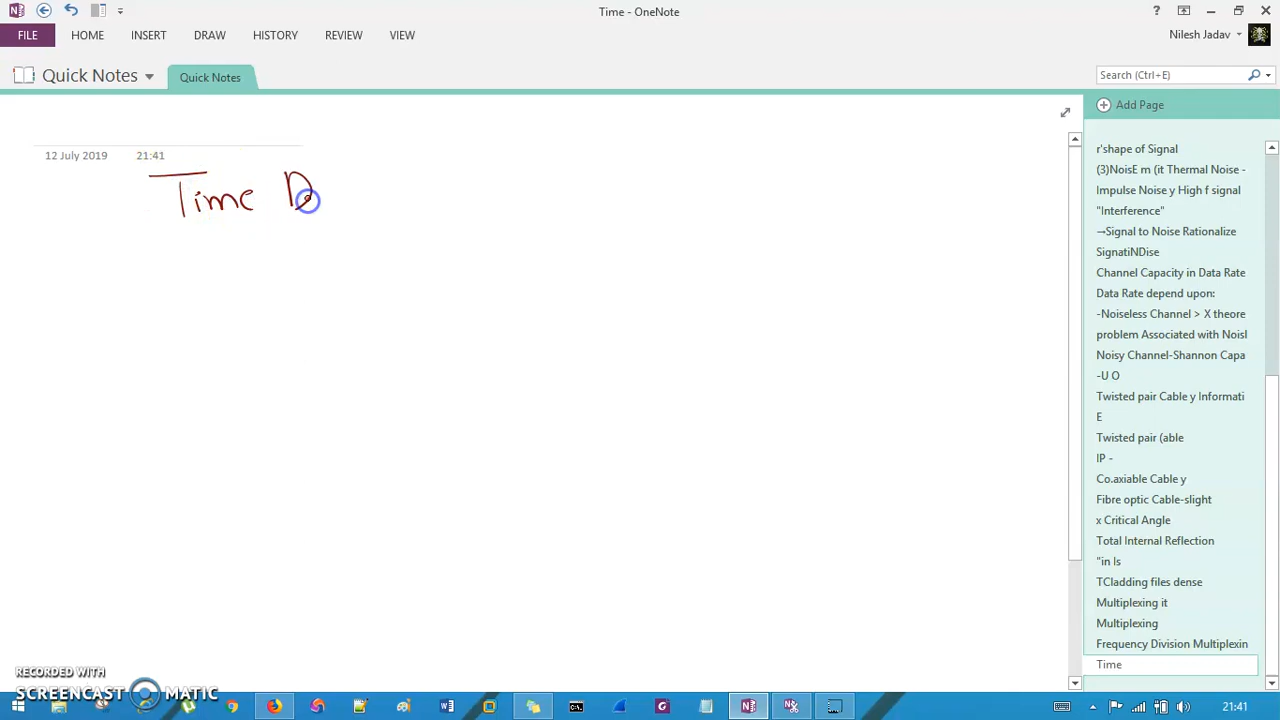 Time - OneNote
Nilesh Jadav
FILE HOME INSERT DRAW HISTORY REVIEW VIEW
Quick Notes Quick Notes
Search (Ctrl+E)
Add Page
12 July 2019 21:41
Time D
r'shape of Signal
(3)NoisE m (it Thermal Noise -
Impulse Noise y High f signal
"Interference"
→Signal to Noise Rationalize
SignatiNDise
Channel Capacity in Data Rate
Data Rate depend upon:
-Noiseless Channel > X theore
problem Associated with Noisl
Noisy Channel-Shannon Capa
-U O
Twisted pair Cable y Informati
E
Twisted pair (able
IP -
Co.axiable Cable y
Fibre optic Cable-slight
x Critical Angle
Total Internal Reflection
"in Is
TCladding files dense
Multiplexing it
Multiplexing
Frequency Division Multiplexin
Time
RECORDED WITH
SCREENCAST MATIC
21:41